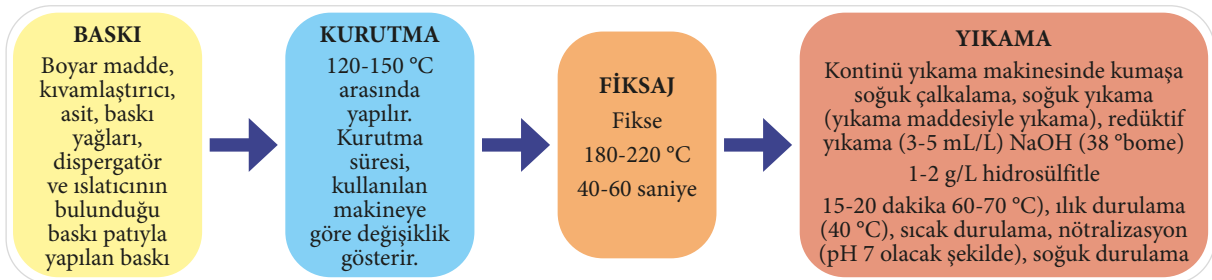 BASKI
Boyar madde,
kıvamlaştırıcı,
asit, baskı
yağları,
dispergatör
ve ıslatıcının
bulunduğu
baskı patıyla
yapılan baskı
KURUTMA
120-150 °C
arasında
yapılır.
Kurutma
süresi,
kullanılan
makineye
göre değişiklik
gösterir.
FİKSAJ
Fikse
180-220 °C
40-60 saniye
YIKAMA
Kontinü yıkama makinesinde kumaşa
soğuk çalkalama, soğuk yıkama
(yıkama maddesiyle yıkama), redüktif
yıkama (3-5 mL/L) NaOH (38 °bome)
1-2 g/L hidrosülfitle
15-20 dakika 60-70 °C), ılık durulama
(40 °C), sıcak durulama, nötralizasyon
(pH 7 olacak şekilde), soğuk durulama